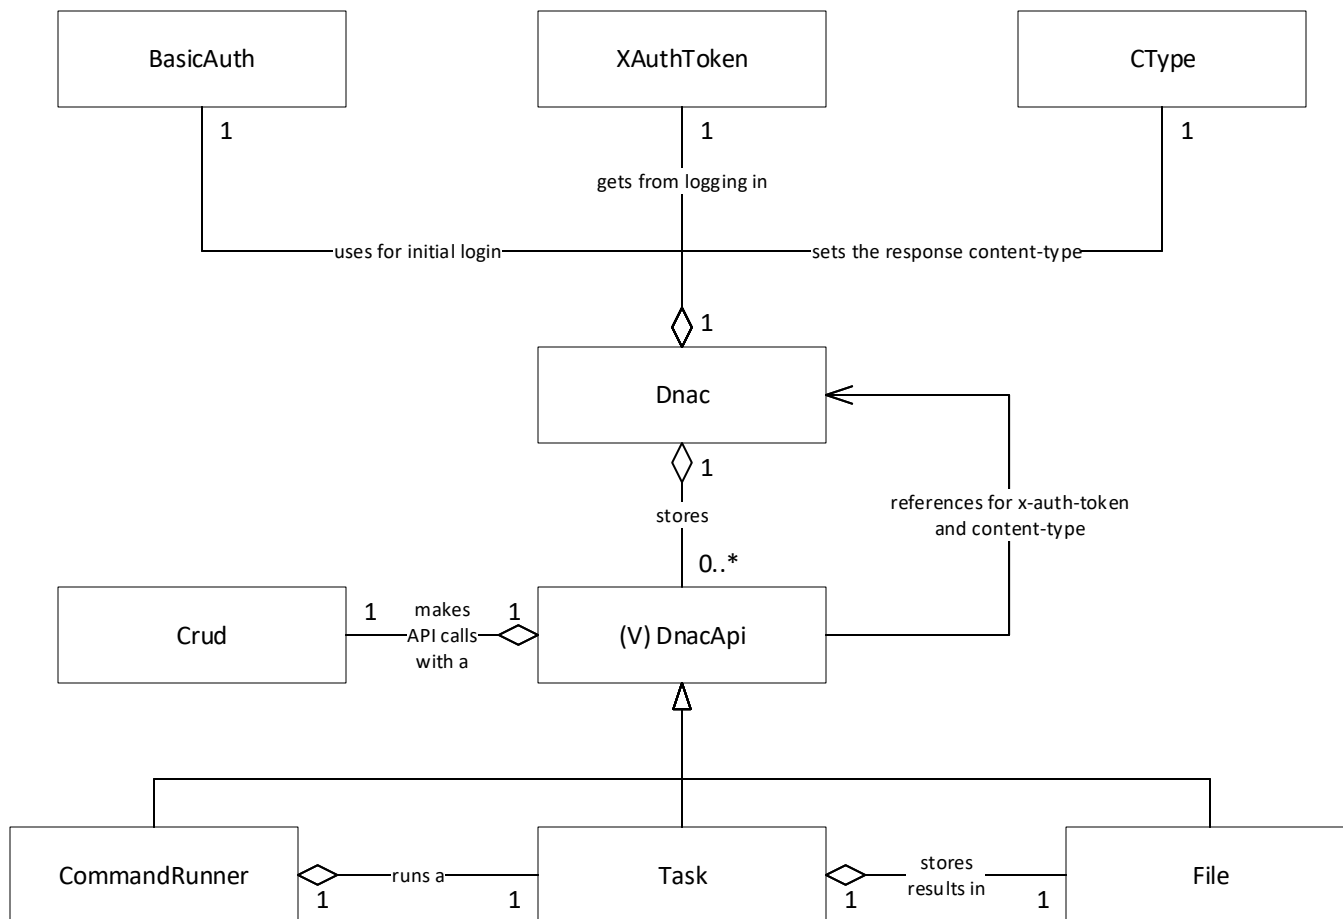 BasicAuth
XAuthToken
CType
1
1
1
gets from logging in
uses for initial login
sets the response content-type
1
Dnac
1
references for x-auth-token
and content-type
stores
0..*
Crud
1
makes
API calls
with a
1
(V) DnacApi
CommandRunner
1
runs a
1
Task
1
stores
results in
1
File